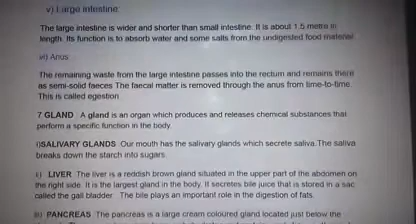 v) Large Intestine:
The large intestine is wider and shorter than small intestine. It is about 1.5 metre in
length. Its function is to absorb water and some salts from the undigested food material.
vi) Anus
The remaining waste from the large intestine passes into the rectum and remains there
as semi-solid faeces The faecal matter is removed through the anus from time-to-time.
This is called egestion
7 GLAND A gland is an organ which produces and releases chemical substances that
perform a specific function in the body.
i)SALIVARY GLANDS Our mouth has the salivary glands which secrete saliva.The saliva
breaks down the starch into sugars.
ii) LIVER The liver is a reddish brown gland situated in the upper part of the abdomen on
the right side. It is the largest gland in the body. It secretes bile juice that is stored in a sac
called the gall bladder. The bile plays an important role in the digestion of fats.
iii) PANCREAS The pancreas is a large cream coloured gland located just below the